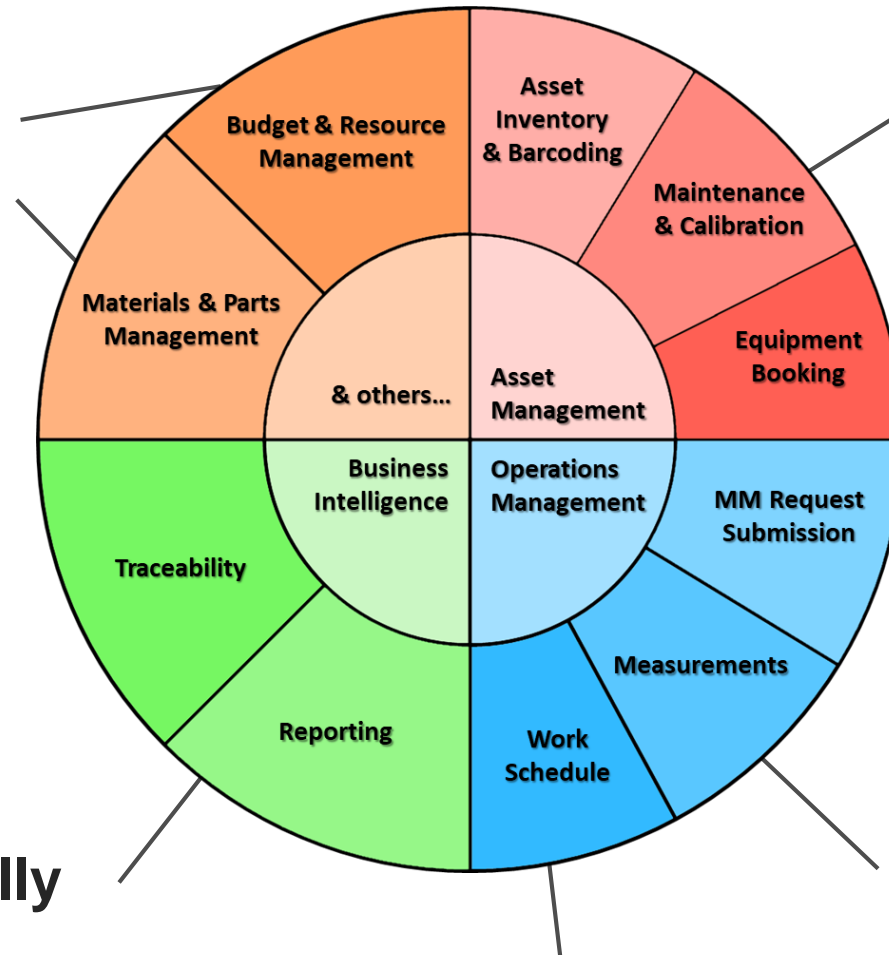 Asset
Inventory
& Barcoding
Budget & Resource
Management
Maintenance
& Calibration
Materials & Parts
Management
Equipment
Booking
& others...
Asset
Management
Business
Intelligence
Operations
Management
MM Request
Submission
Traceability
Measurements
Reporting
Work
Schedule
lly